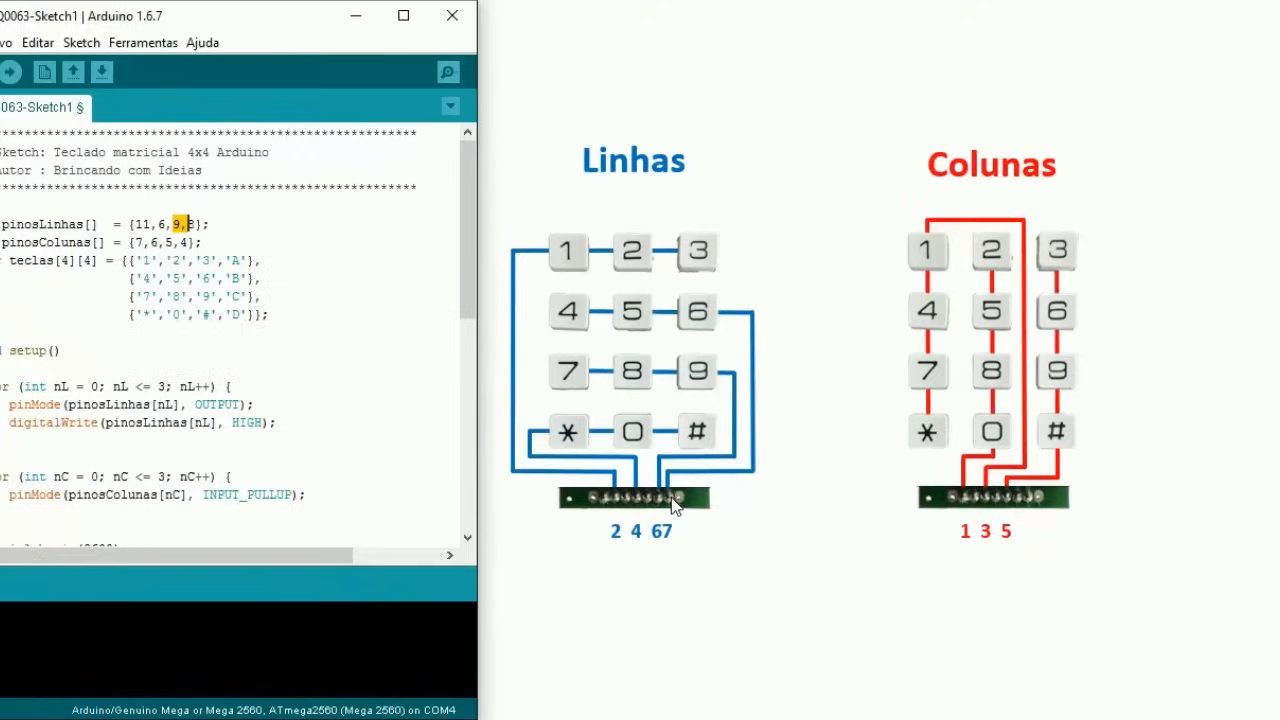 Q0063-Sketch1 | Arduino 1.6.7
vo Editar Sketch Ferramentas Ajuda
063-Sketch1 §
*******************************************************
Sketch: Teclado matricial 4x4 Arduino
utor : Brincando com Ideias
*******************************************************
pinosLinhas[] = {11,6,9,8};
pinosColunas[] = {7,6,5,4};
r teclas[4][4] = {{'1','2','3','A'},
{'4','5','6','B'},
{'7','8','9','C'},
{'*','0','#','D'}};
d setup()
or (int nL = 0; nL <= 3; nL++) {
pinMode(pinosLinhas[nL], OUTPUT);
digitalWrite(pinosLinhas[nL], HIGH);
or (int nC = 0; nC <= 3; nC++) {
pinMode(pinosColunas[nC], INPUT_PULLUP);
Arduino/Genuino Mega or Mega 2560, ATmega2560 (Mega 2560) on COM4
Linhas
1 2 3
4 5 6
7 8 9
* 0 #
2 4 67
Colunas
1 2 3
4 5 6
7 8 9
* 0 #
1 3 5